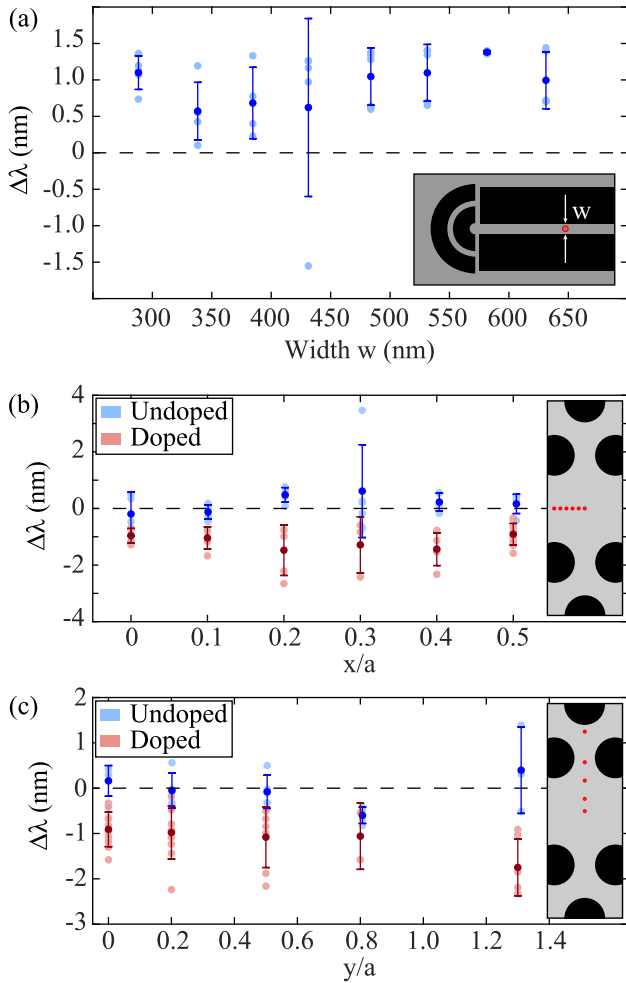 (a)
1.5
1.0
0.5
0
-0.5
-1.0
-1.5
Δλ (nm)
w
300 350 400 450 500 550 600 650
Width w (nm)
(b)
4
2
0
-2
-4
Δλ (nm)
Undoped
Doped
0 0.1 0.2 0.3 0.4 0.5
x/a
(c)
2
1
0
-1
-2
-3
Δλ (nm)
Undoped
Doped
0 0.2 0.4 0.6 0.8 1.0 1.2 1.4
y/a